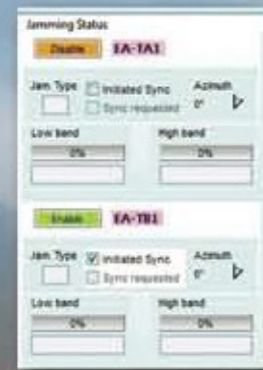 Jamming Status
Disable EA-TA1
Jam Type Initiated Sync Azimuth
Sync requested 0°
Low band High band
0% 0%
Enable EA-TB1
Jam Type Initiated Sync Azimuth
Sync requested 0°
Low band High band
0% 0%